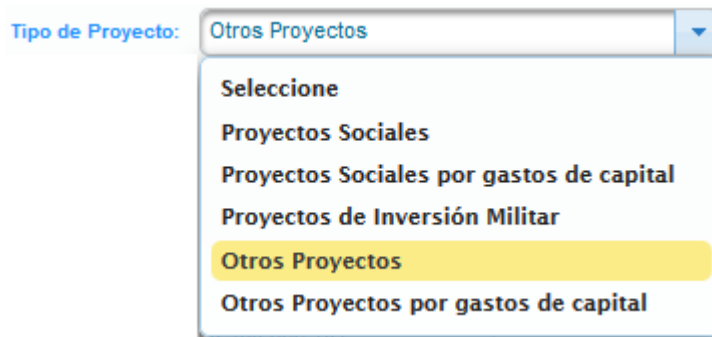 Tipo de Proyecto: Otros Proyectos
Seleccione
Proyectos Sociales
Proyectos Sociales por gastos de capital
Proyectos de Inversión Militar
Otros Proyectos
Otros Proyectos por gastos de capital